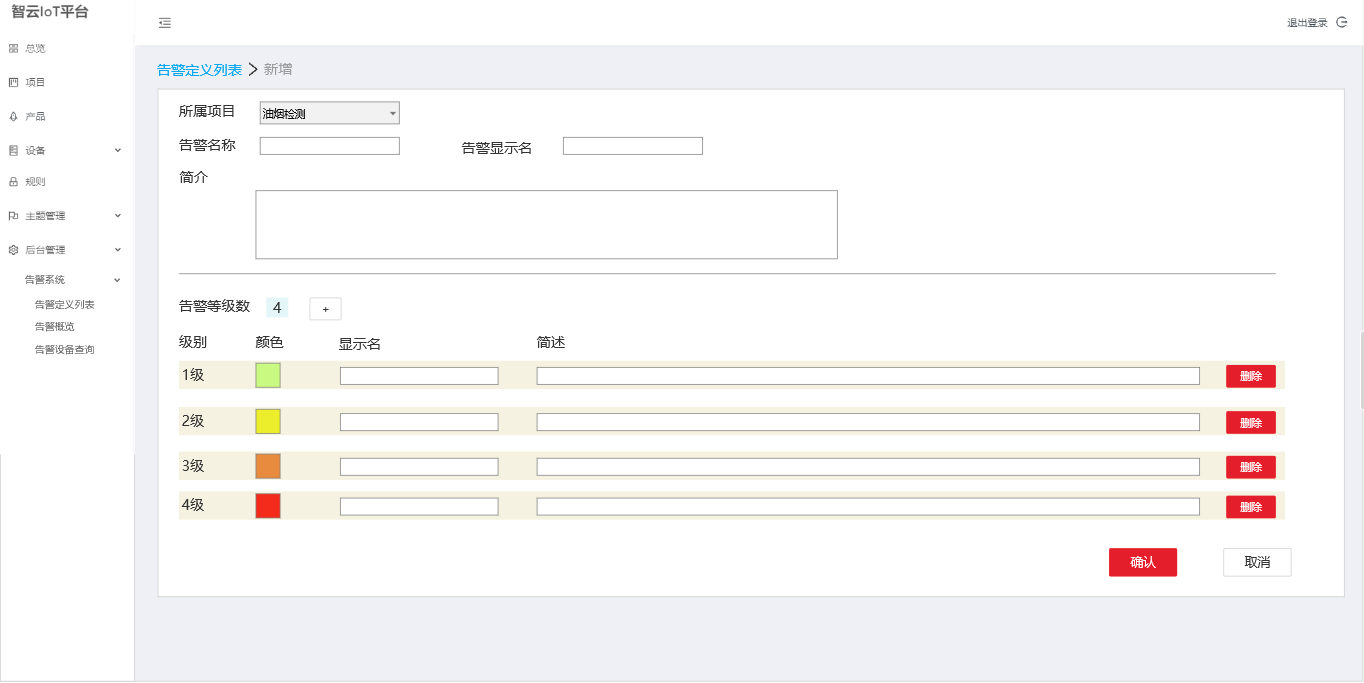 智云IoT平台
退出登录
总览
项目
产品
设备
规则
主题管理
后台管理
告警系统
告警定义列表
告警概览
告警设备查询
告警定义列表 > 新增
所属项目 油烟检测
告警名称 告警显示名
简介
告警等级数 4 +
级别 颜色 显示名 简述
1级 删除
2级 删除
3级 删除
4级 删除
确认 取消